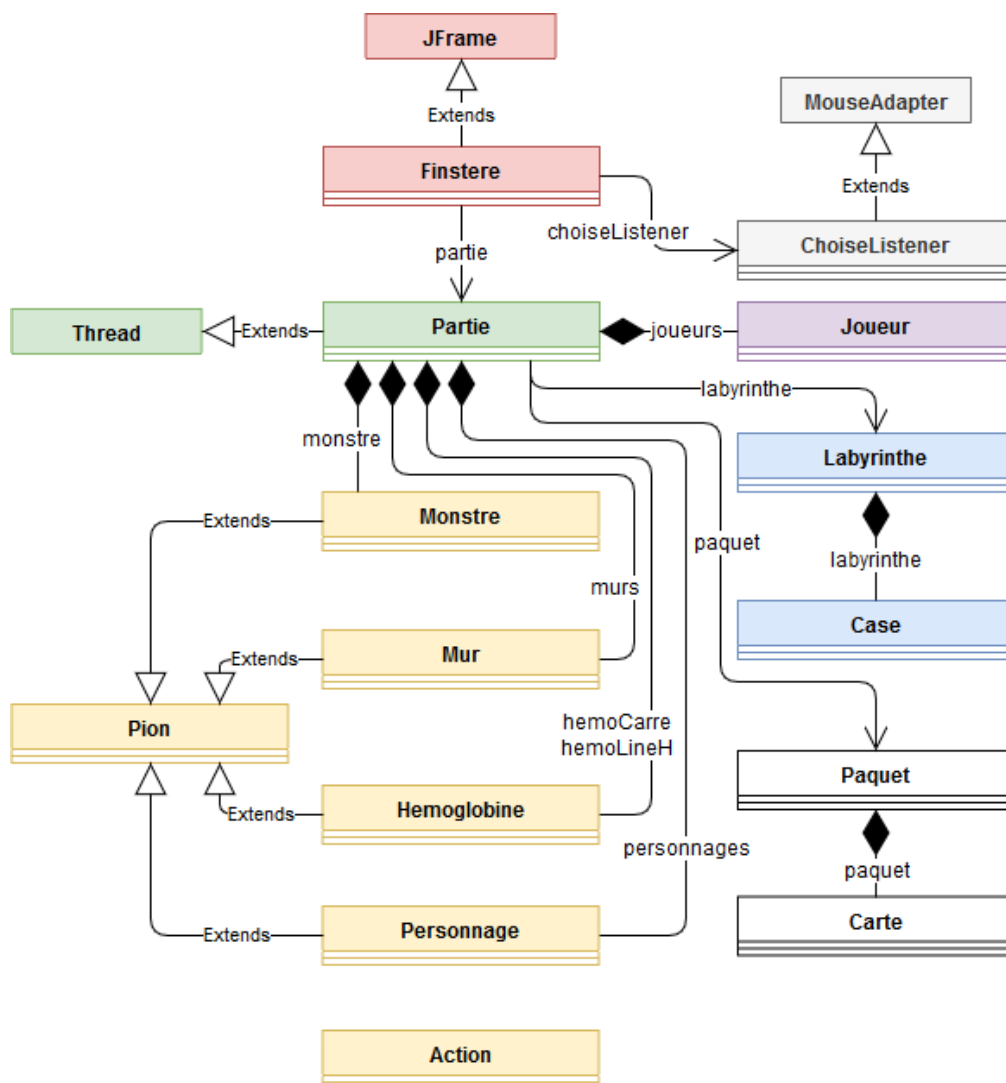 JFrame
Extends
MouseAdapter
Finstere
Extends
choiseListener
ChoiseListener
partie
Thread
Extends
Partie
joueurs
Joueur
labyrinthe
monstre
Labyrinthe
Extends
Monstre
paquet
labyrinthe
murs
Case
Extends
Mur
Pion
hemoCarre
hemoLineH
Paquet
Extends
Hemoglobine
personnages
paquet
Extends
Personnage
Carte
Action